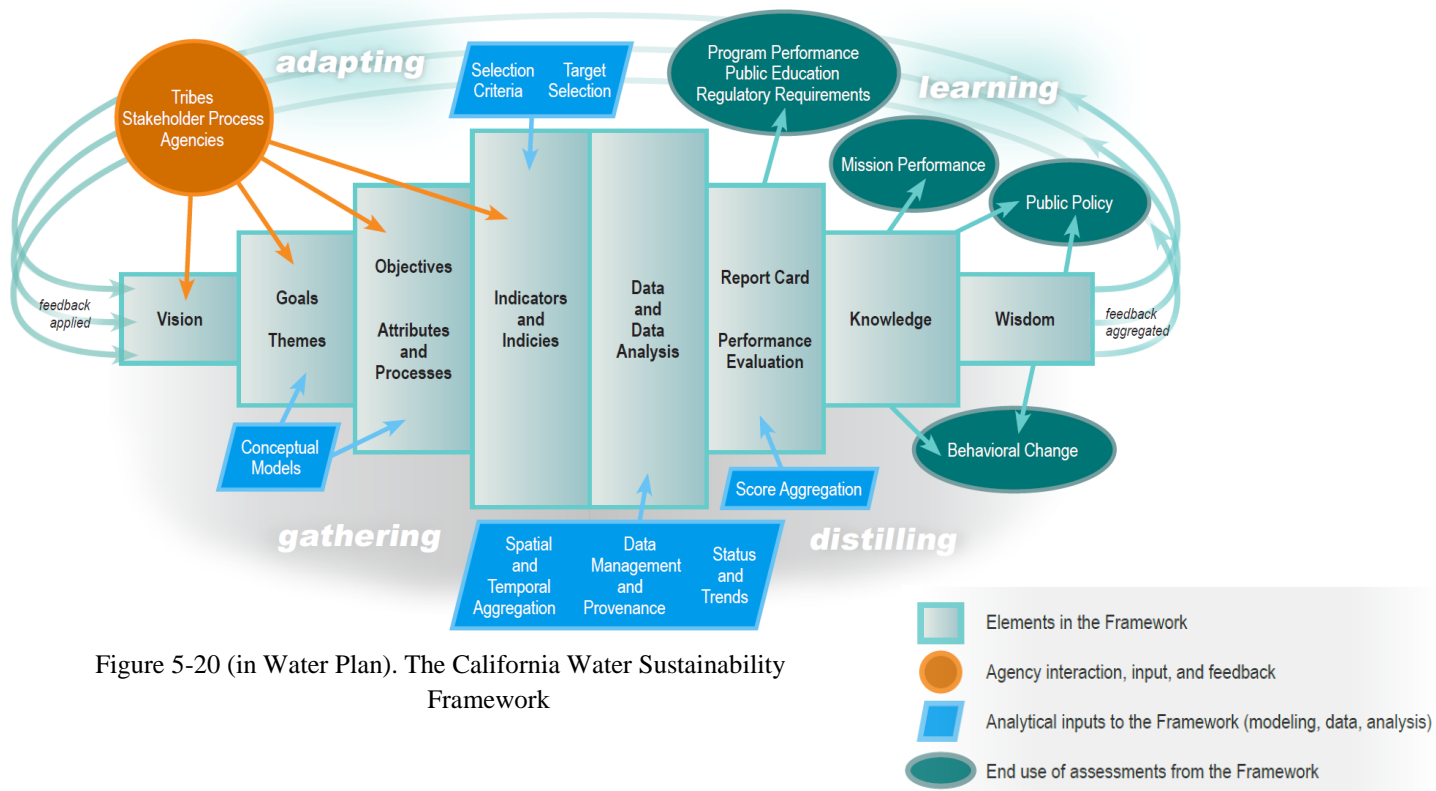 adapting
Tribes
Stakeholder Process
Agencies
Selection
Criteria
Target
Selection
Program Performance
Public Education
Regulatory Requirements
learning
Mission Performance
Public Policy
feedback
applied
Vision
Goals
Themes
Objectives
Attributes
and
Processes
Indicators
and
Indicies
Data
and
Data
Analysis
Report Card
Performance
Evaluation
Knowledge
Wisdom
feedback
aggregated
Conceptual
Models
Score Aggregation
Behavioral Change
gathering
distilling
Spatial
and
Temporal
Aggregation
Data
Management
and
Provenance
Status
and
Trends
Elements in the Framework
Agency interaction, input, and feedback
Analytical inputs to the Framework (modeling, data, analysis)
End use of assessments from the Framework
Figure 5-20 (in Water Plan). The California Water Sustainability
Framework